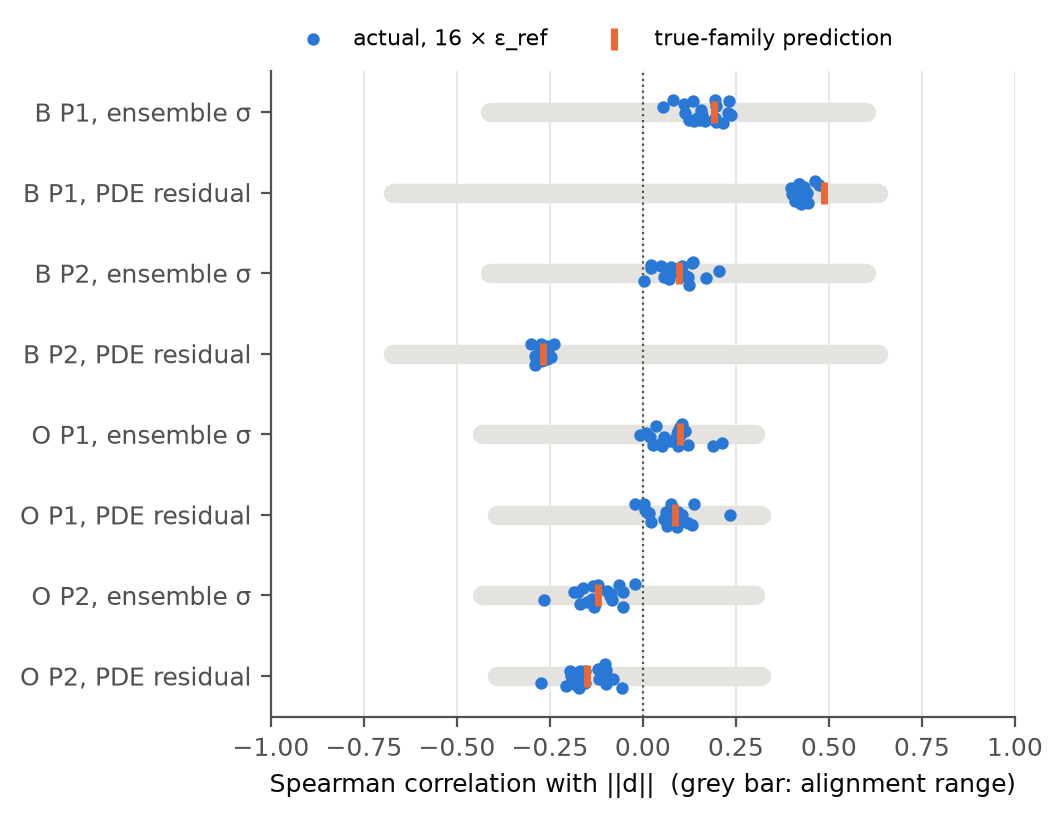 actual, 16 × ε_ref
true-family prediction
B P1, ensemble σ
B P1, PDE residual
B P2, ensemble σ
B P2, PDE residual
O P1, ensemble σ
O P1, PDE residual
O P2, ensemble σ
O P2, PDE residual
−1.00 −0.75 −0.50 −0.25 0.00 0.25 0.50 0.75 1.00
Spearman correlation with ||d|| (grey bar: alignment range)